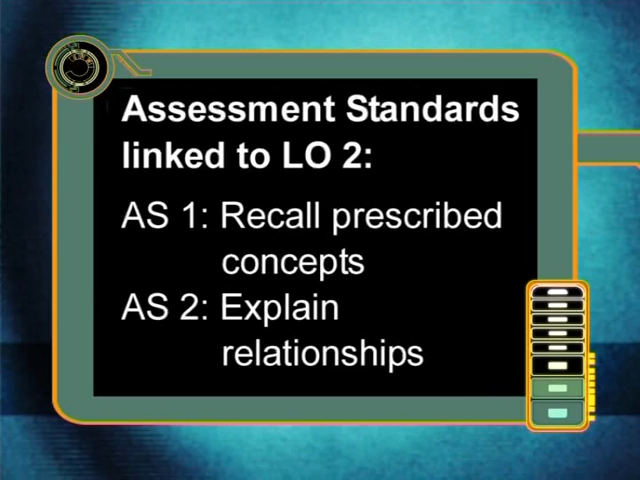 Assessment Standards
linked to LO 2:
AS 1: Recall prescribed
concepts
AS 2: Explain
relationships